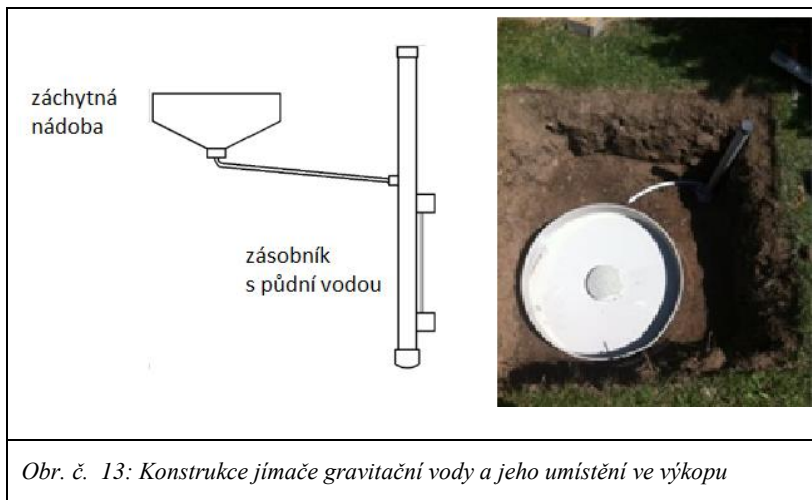 záchytná
nádoba
zásobník
s půdní vodou
Obr. č. 13: Konstrukce jímače gravitační vody a jeho umístění ve výkopu